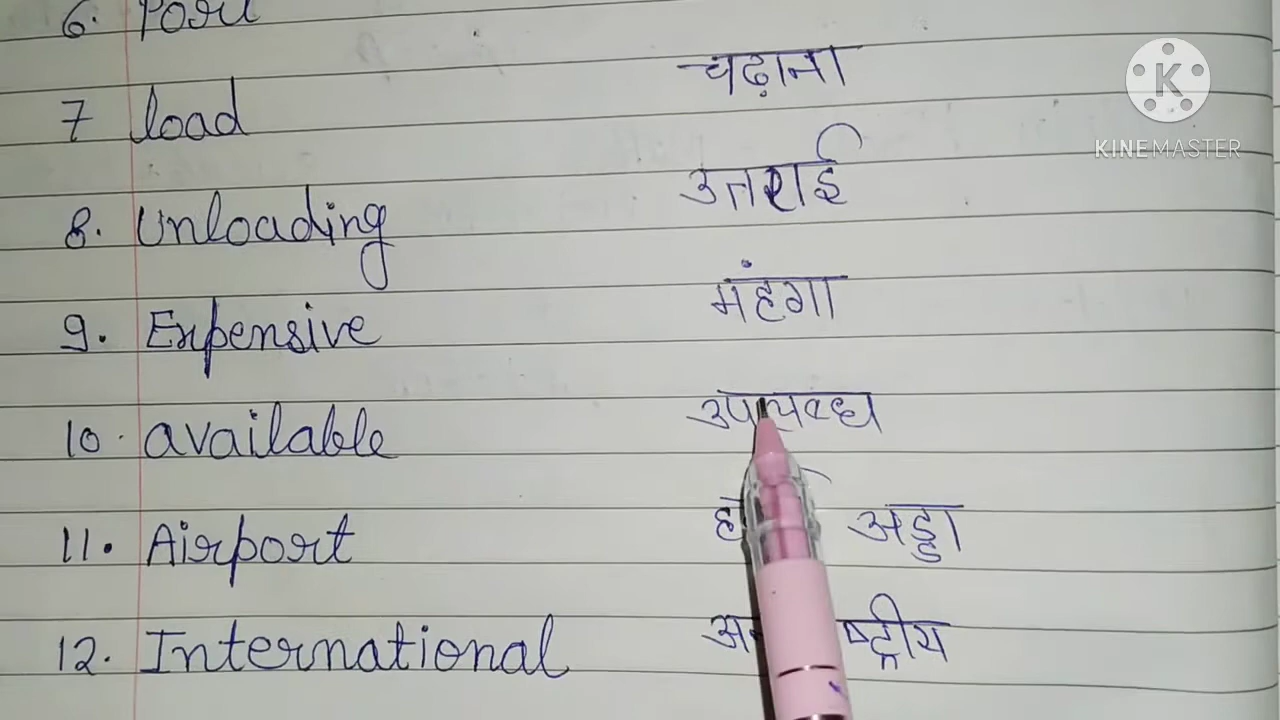 6. Port
7 load चढ़ाना
8. Unloading उतराई
9. Expensive मंहगा
10. available उपलब्ध
11. Airport अड्डा
12. International
KINEMASTER